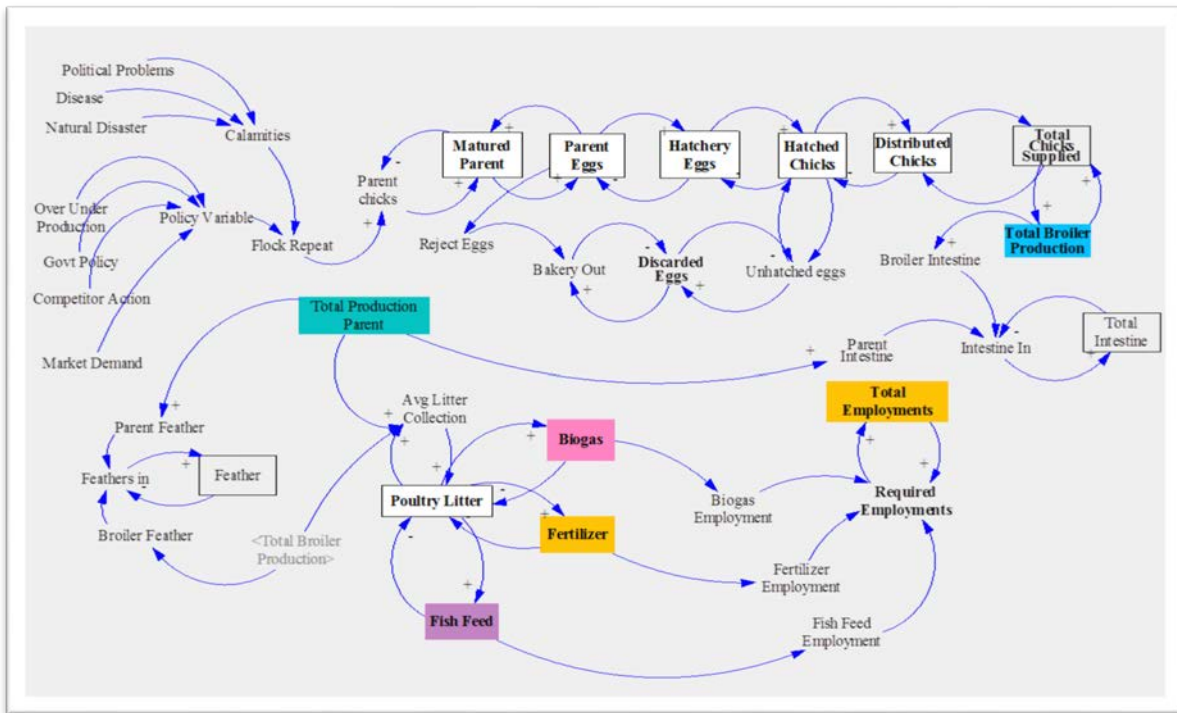 Political Problems
Disease
Natural Disaster
Calamities
Over Under
Production
Policy Variable
Govt Policy
Competitor Action
Market Demand
Flock Repeat
Parent
chicks
Matured
Parent
Parent
Eggs
Hatchery
Eggs
Hatched
Chicks
Distributed
Chicks
Total
Chicks
Supplied
Reject Eggs
Bakery Out
Discarded
Eggs
Unhatched eggs
Total Broiler
Production
Broiler Intestine
Total Production
Parent
Parent
Intestine
Intestine In
Total
Intestine
Parent Feather
Feathers in
Feather
Broiler Feather
<Total Broiler
Production>
Avg Litter
Collection
Poultry Litter
Biogas
Fertilizer
Fish Feed
Total
Employments
Biogas
Employment
Required
Employments
Fertilizer
Employment
Fish Feed
Employment